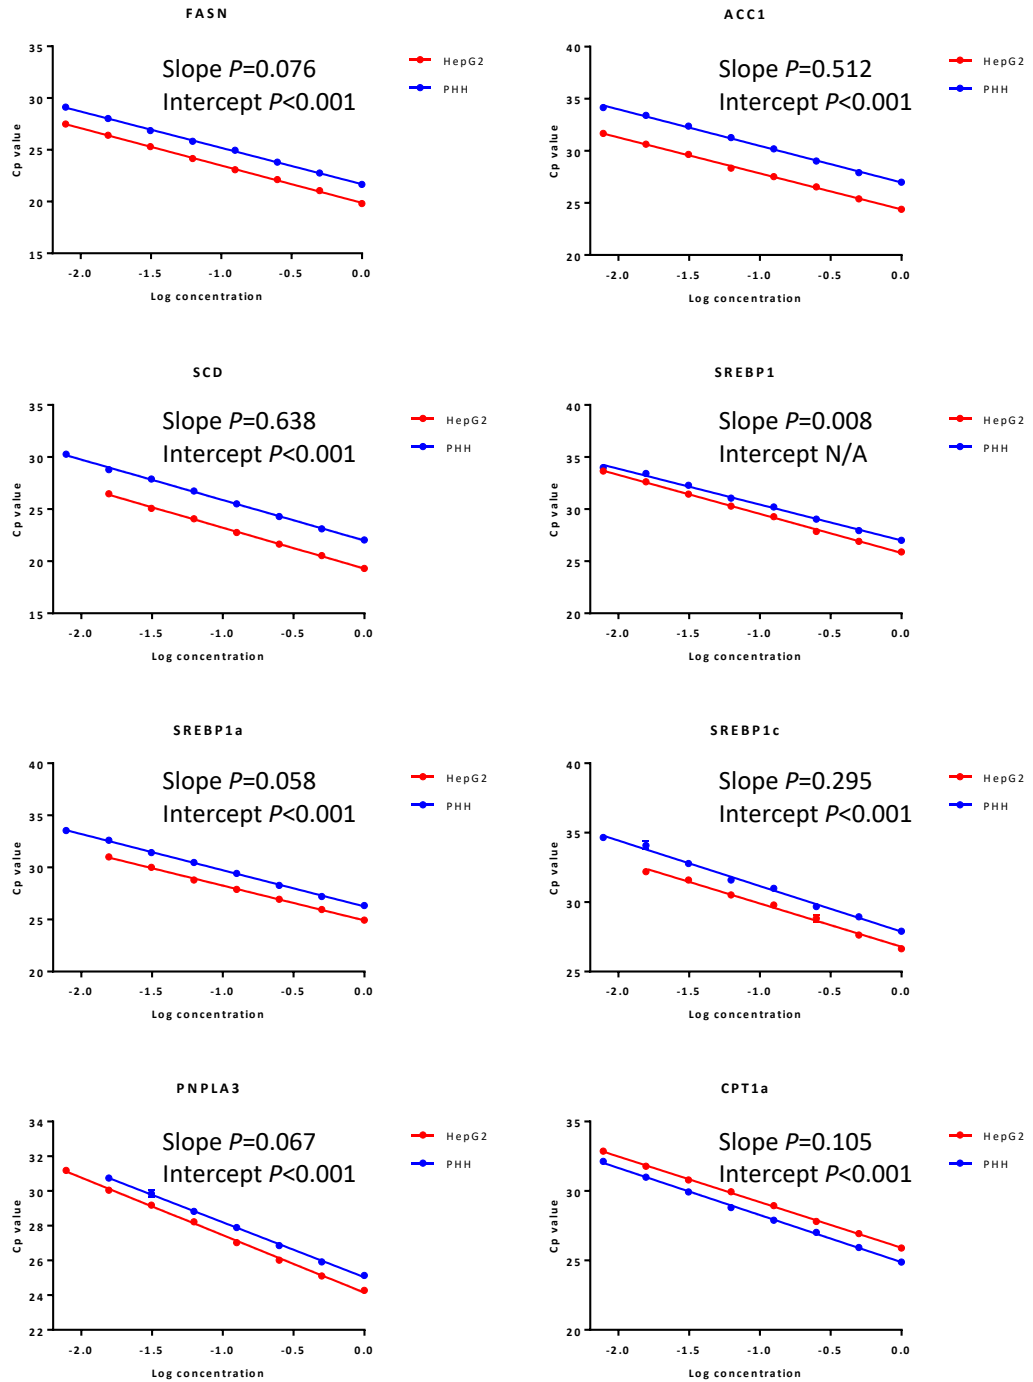 FASN
35
30
25
20
15
Cp value
Slope P=0.076
Intercept P<0.001
HepG2
PHH
-2.0 -1.5 -1.0 -0.5 0.0
Log concentration
ACC1
40
35
30
25
20
Cp value
Slope P=0.512
Intercept P<0.001
HepG2
PHH
-2.0 -1.5 -1.0 -0.5 0.0
Log concentration
SCD
35
30
25
20
15
Cp value
Slope P=0.638
Intercept P<0.001
HepG2
PHH
-2.0 -1.5 -1.0 -0.5 0.0
Log concentration
SREBP1
40
35
30
25
20
Cp value
Slope P=0.008
Intercept N/A
HepG2
PHH
-2.0 -1.5 -1.0 -0.5 0.0
Log concentration
SREBP1a
40
35
30
25
20
Cp value
Slope P=0.058
Intercept P<0.001
HepG2
PHH
-2.0 -1.5 -1.0 -0.5 0.0
Log concentration
SREBP1c
40
35
30
25
Cp value
Slope P=0.295
Intercept P<0.001
HepG2
PHH
-2.0 -1.5 -1.0 -0.5 0.0
Log concentration
PNPLA3
34
32
30
28
26
24
22
Cp value
Slope P=0.067
Intercept P<0.001
HepG2
PHH
-2.0 -1.5 -1.0 -0.5 0.0
Log concentration
CPT1a
35
30
25
20
Cp value
Slope P=0.105
Intercept P<0.001
HepG2
PHH
-2.0 -1.5 -1.0 -0.5 0.0
Log concentration